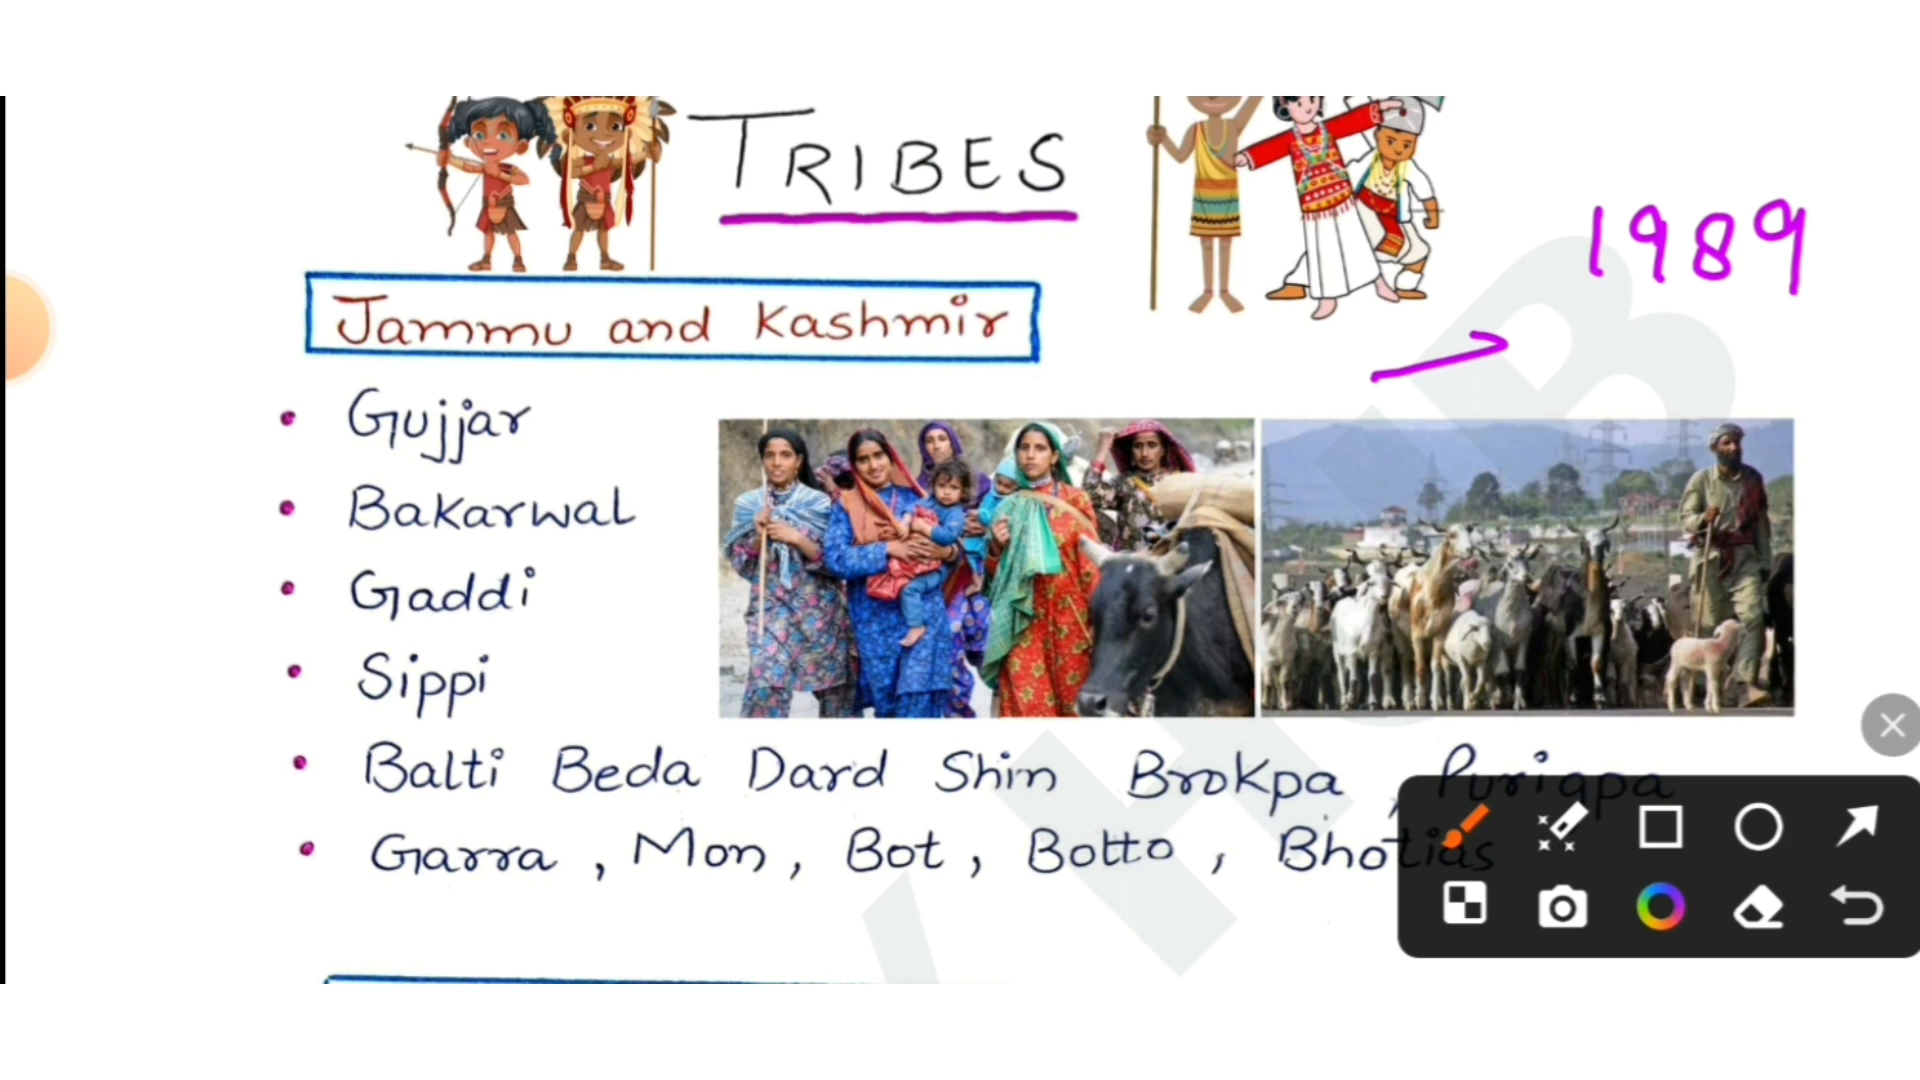 TRIBES
1989
Jammu and Kashmir
• Gujjar
• Bakarwal
• Gaddi
• Sippi
• Balti Beda Dard Shin Brokpa, Purigpa
• Garra, Mon, Bot, Botto, Bhotias
HUB